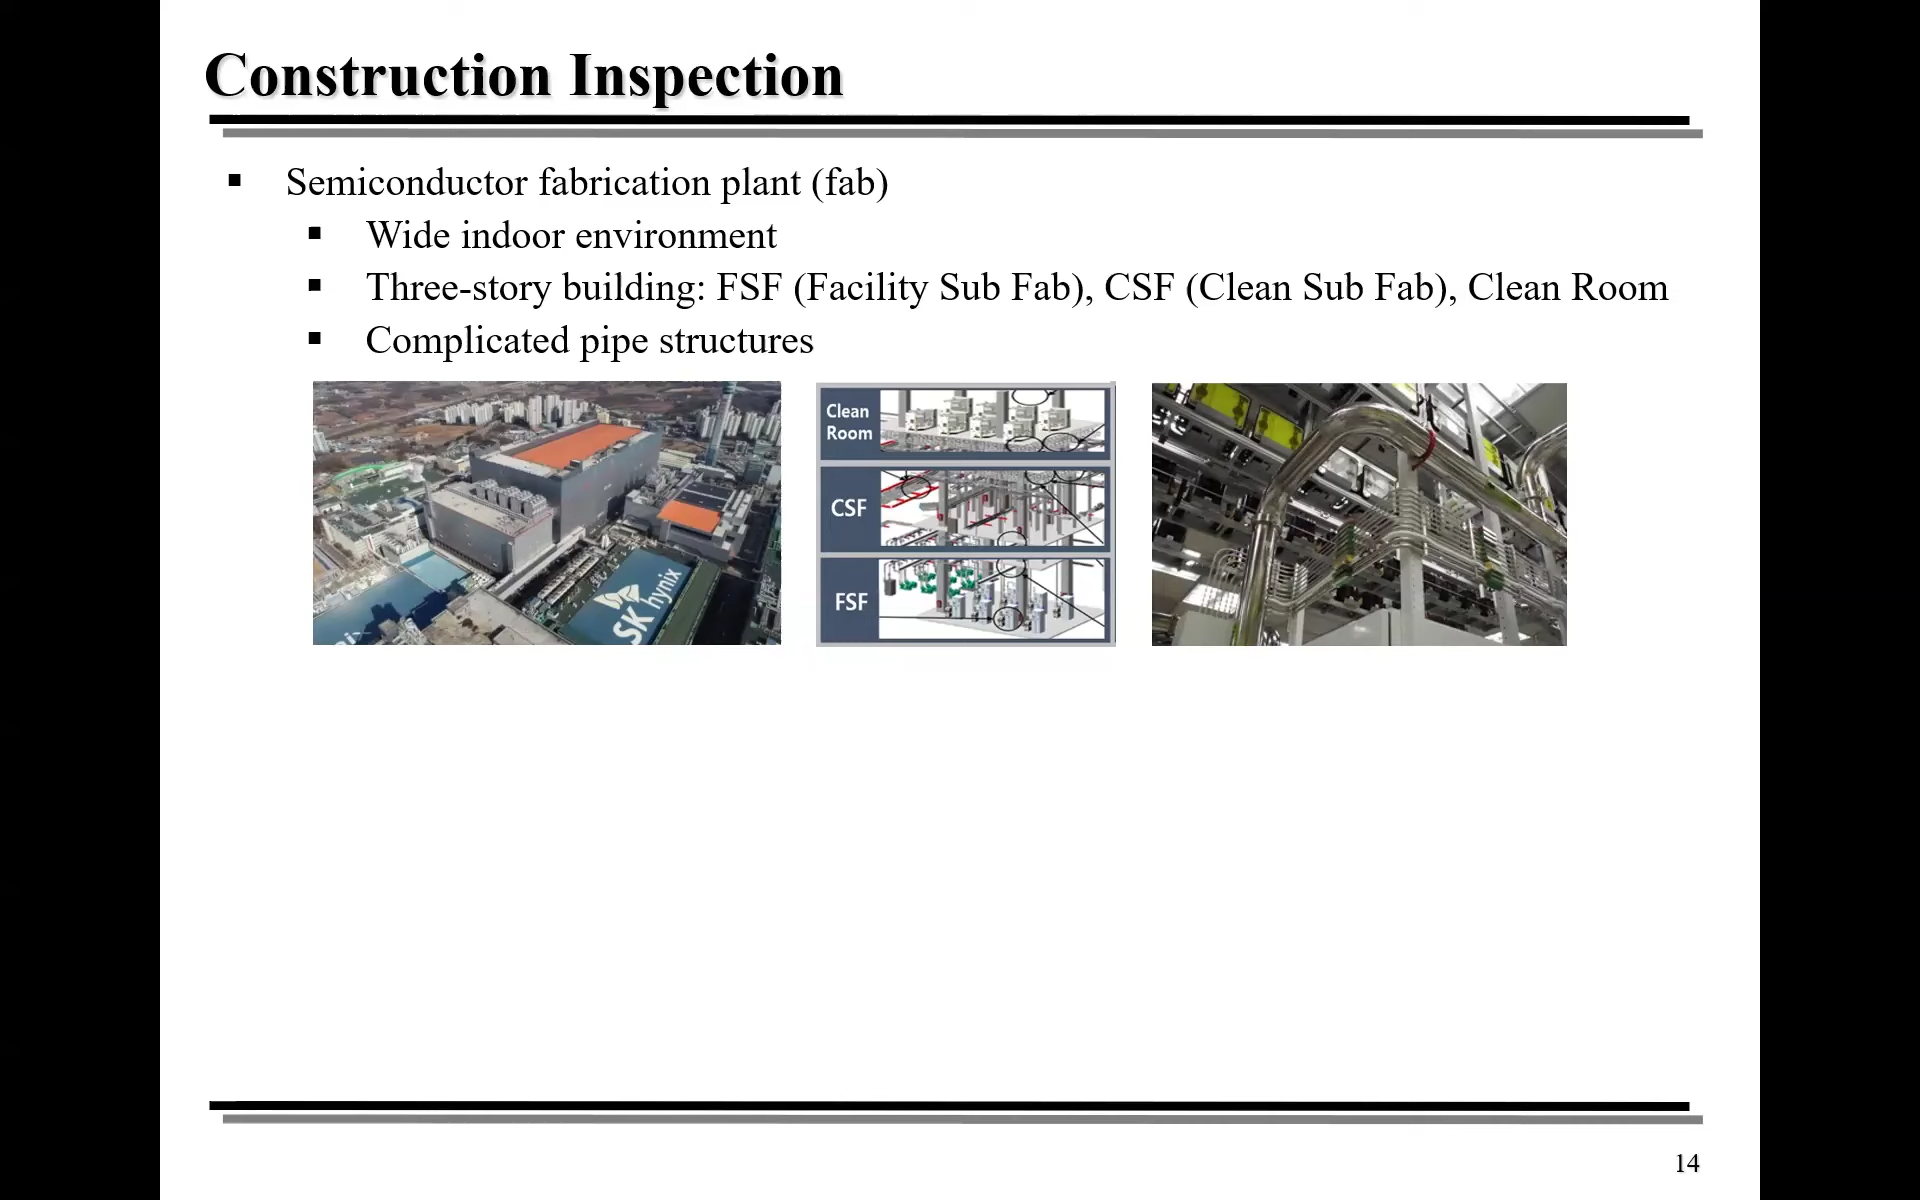 Construction Inspection
Semiconductor fabrication plant (fab)
Wide indoor environment
Three-story building: FSF (Facility Sub Fab), CSF (Clean Sub Fab), Clean Room
Complicated pipe structures
SK hynix
Clean
Room
CSF
FSF
14